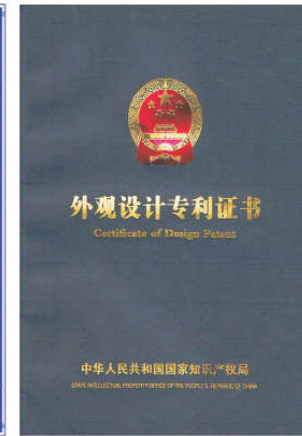 外观设计专利证书
Certificate of Design Patent
中华人民共和国国家知识产权局
STATE INTELLECTUAL PROPERTY OFFICE OF THE PEOPLE'S REPUBLIC OF CHINA